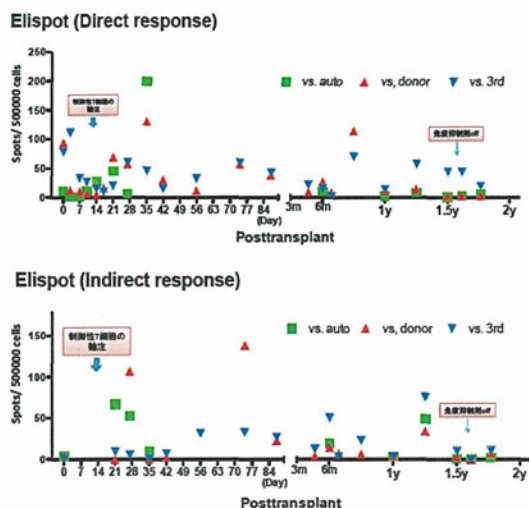 Elispot (Direct response)
Spots/ 500000 cells
250
200
150
100
50
0
vs. auto
vs, donor
vs. 3rd
制御性T細胞の
輸注
免疫抑制剤off
0 7 14 21 28 35 42 49 56 63 70 77 84
(Day)
3m 6m 1y 1.5y 2y
Posttransplant
Elispot (Indirect response)
Spots/ 500000 cells
150
100
50
0
vs. auto
vs, donor
vs. 3rd
制御性T細胞の
輸注
免疫抑制剤off
0 7 14 21 28 35 42 49 56 63 70 77 84
(Day)
3m 6m 1y 1.5y 2y
Posttransplant